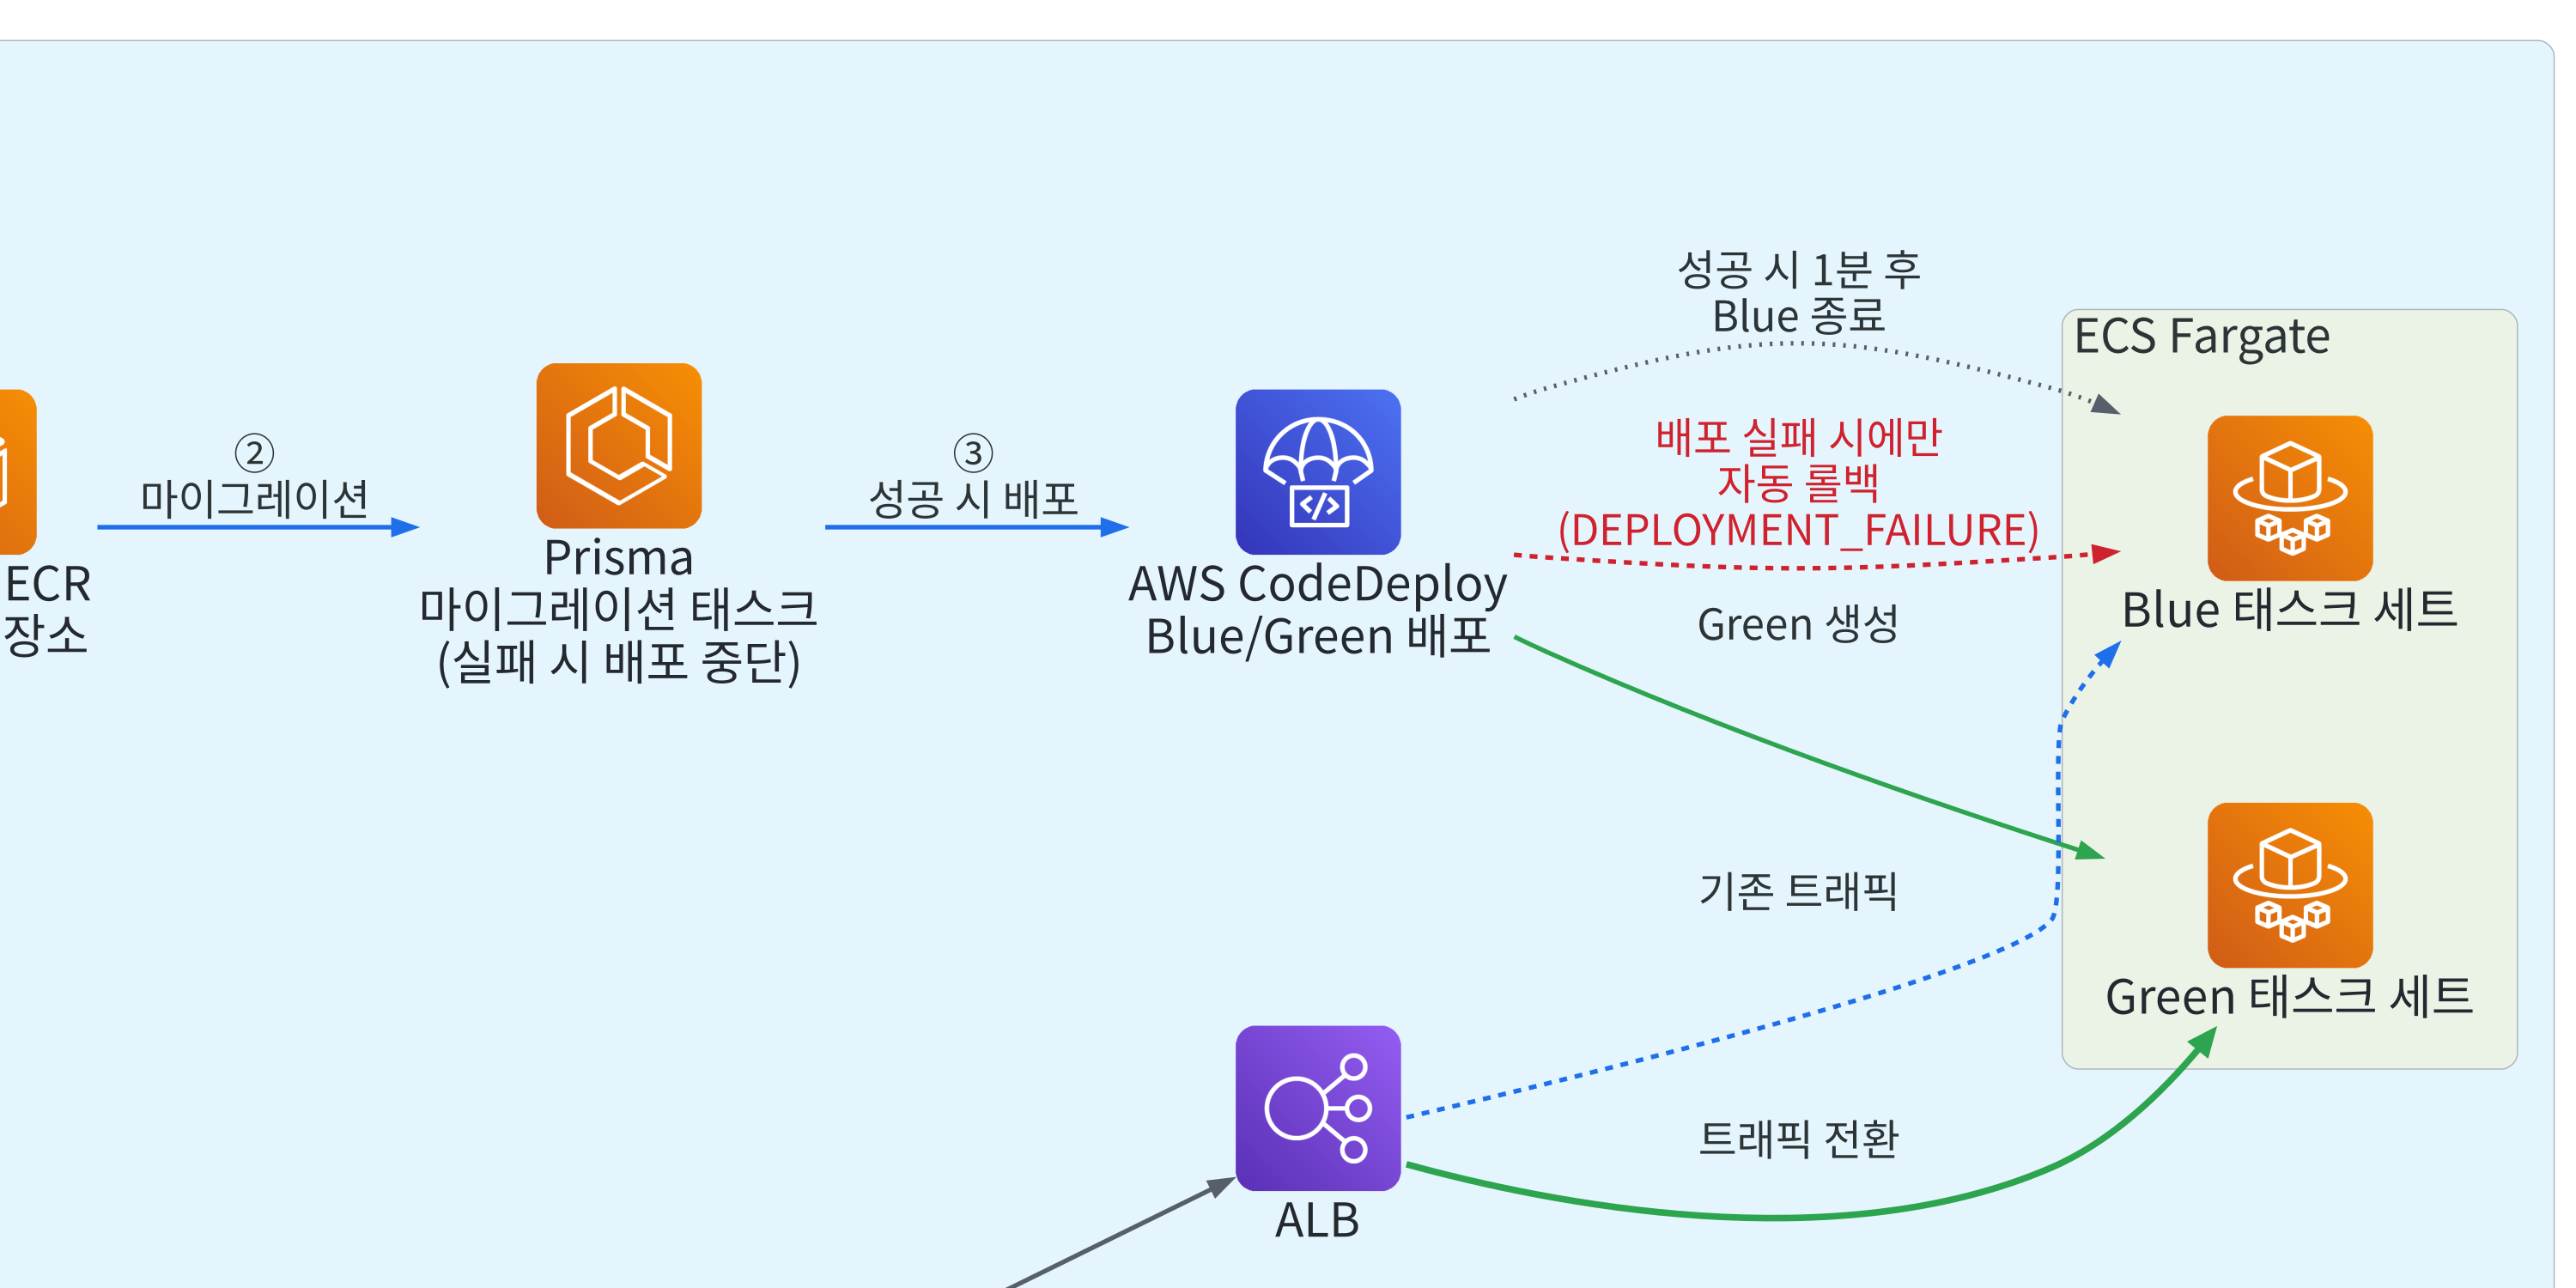 ECR
장소
②
마이그레이션
Prisma
마이그레이션 태스크
(실패 시 배포 중단)
③
성공 시 배포
AWS CodeDeploy
Blue/Green 배포
성공 시 1분 후
Blue 종료
배포 실패 시에만
자동 롤백
(DEPLOYMENT_FAILURE)
Green 생성
ECS Fargate
Blue 태스크 세트
기존 트래픽
Green 태스크 세트
트래픽 전환
ALB